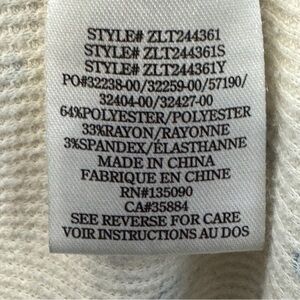 STYLE# ZLT244361
STYLE# ZLT244361S
STYLE# ZLT244361Y
PO#32238-00/32259-00/57190/
32404-00/32427-00
64%POLYESTER/POLYESTER
33%RAYON/RAYONNE
3%SPANDEX/ÉLASTHANNE
MADE IN CHINA
FABRIQUE EN CHINE
RN#135090
CA#35884
SEE REVERSE FOR CARE
VOIR INSTRUCTIONS AU DOS